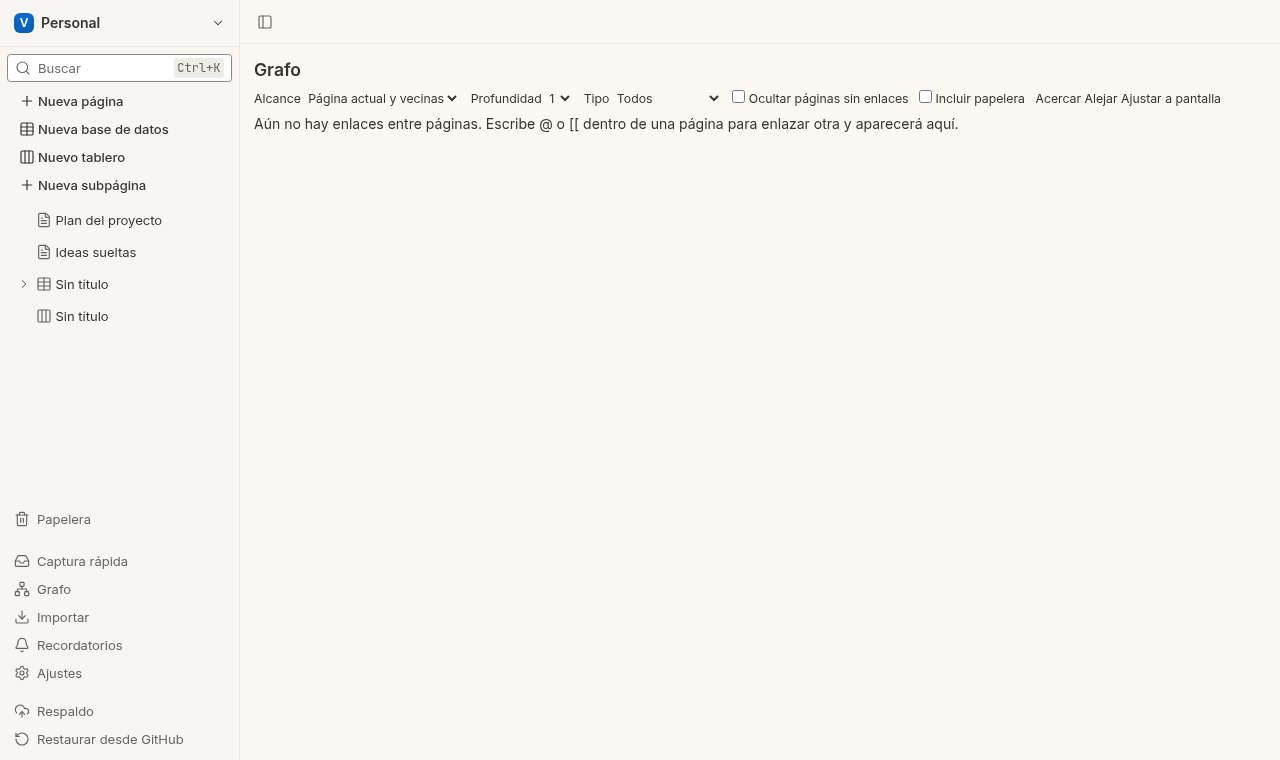 V Personal
Buscar Ctrl+K
Nueva página
Nueva base de datos
Nuevo tablero
Nueva subpágina
Plan del proyecto
Ideas sueltas
Sin título
Sin título
Papelera
Captura rápida
Grafo
Importar
Recordatorios
Ajustes
Respaldo
Restaurar desde GitHub
Grafo
Alcance Página actual y vecinas Profundidad 1 Tipo Todos Ocultar páginas sin enlaces Incluir papelera Acercar Alejar Ajustar a pantalla
Aún no hay enlaces entre páginas. Escribe @ o [[ dentro de una página para enlazar otra y aparecerá aquí.